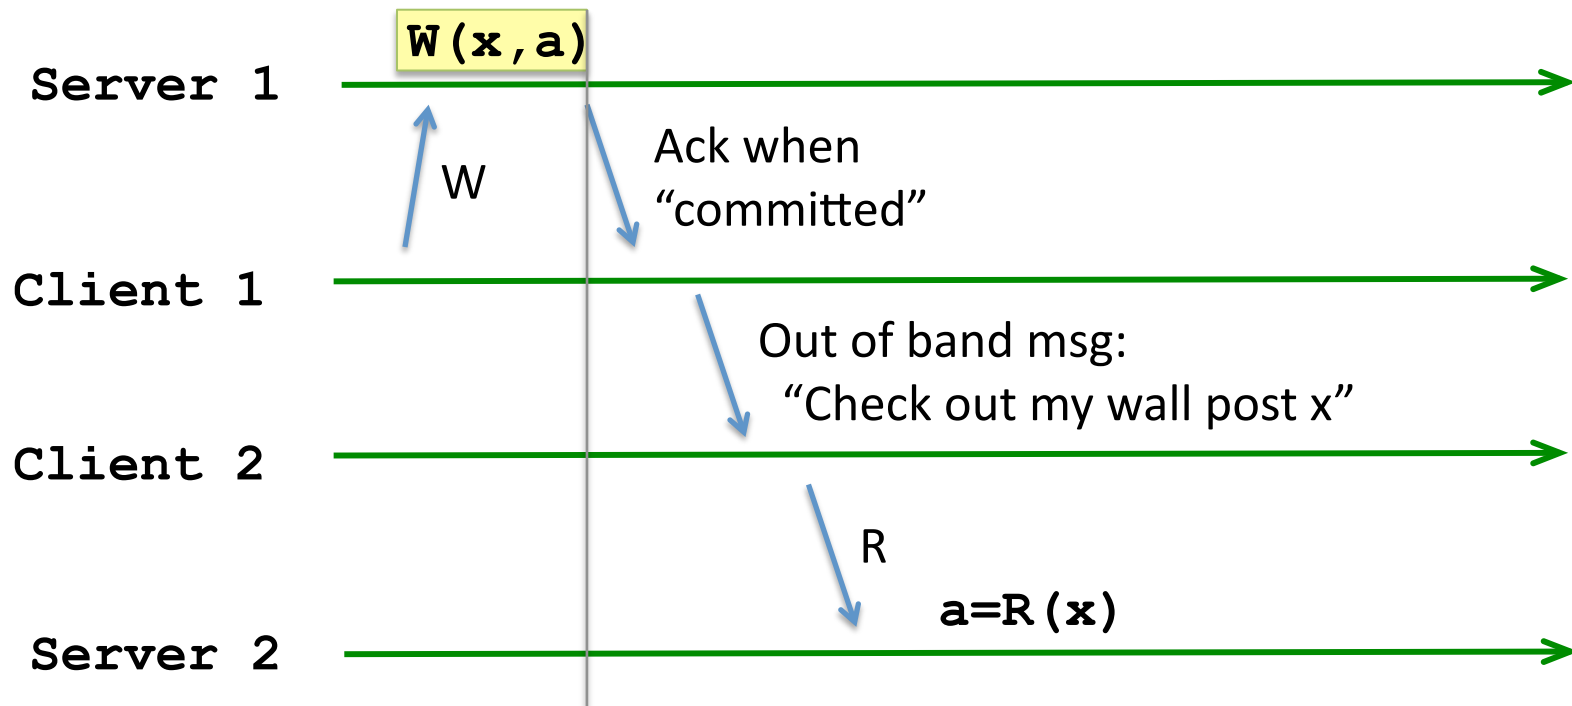 W(x,a)
Server 1
Ack when
W
“committed”
Client 1
Out of band msg:
“Check out my wall post x”
Client 2
R
a=R(x)
Server 2